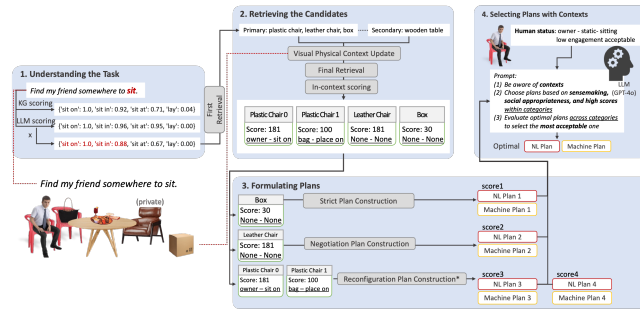 1. Understanding the Task
Find my friend somewhere to sit.
KG scoring
{'sit on': 1.0, 'sit in': 0.92, 'sit at': 0.71, 'lay': 0.04}
LLM scoring
{'sit on': 1.0, 'sit in': 0.96, 'sit at': 0.95, 'lay': 0.00}
x
{'sit on': 1.0, 'sit in': 0.88, 'sit at': 0.67, 'lay': 0.00}
First Retrieval
Find my friend somewhere to sit.
(private)
2. Retrieving the Candidates
Primary: plastic chair, leather chair, box
Secondary: wooden table
Visual Physical Context Update
Final Retrieval
In-context scoring
Plastic Chair 0
Score: 181
owner - sit on
Plastic Chair 1
Score: 100
bag - place on
Leather Chair
Score: 181
None - None
Box
Score: 30
None - None
3. Formulating Plans
Box
Score: 30
None - None
Strict Plan Construction
score1
NL Plan 1
Machine Plan 1
Leather Chair
Score: 181
None - None
Negotiation Plan Construction
score2
NL Plan 2
Machine Plan 2
Plastic Chair 0
Score: 181
owner – sit on
Plastic Chair 1
Score: 100
bag – place on
Reconfiguration Plan Construction*
score3
NL Plan 3
Machine Plan 3
score4
NL Plan 4
Machine Plan 4
4. Selecting Plans with Contexts
Human status: owner - static- sitting
low engagement acceptable
LLM
(GPT-4o)
Prompt:
(1) Be aware of contexts
(2) Choose plans based on sensemaking,
social appropriateness, and high scores
within categories
(3) Evaluate optimal plans across categories
to select the most acceptable one
Optimal
NL Plan
Machine Plan